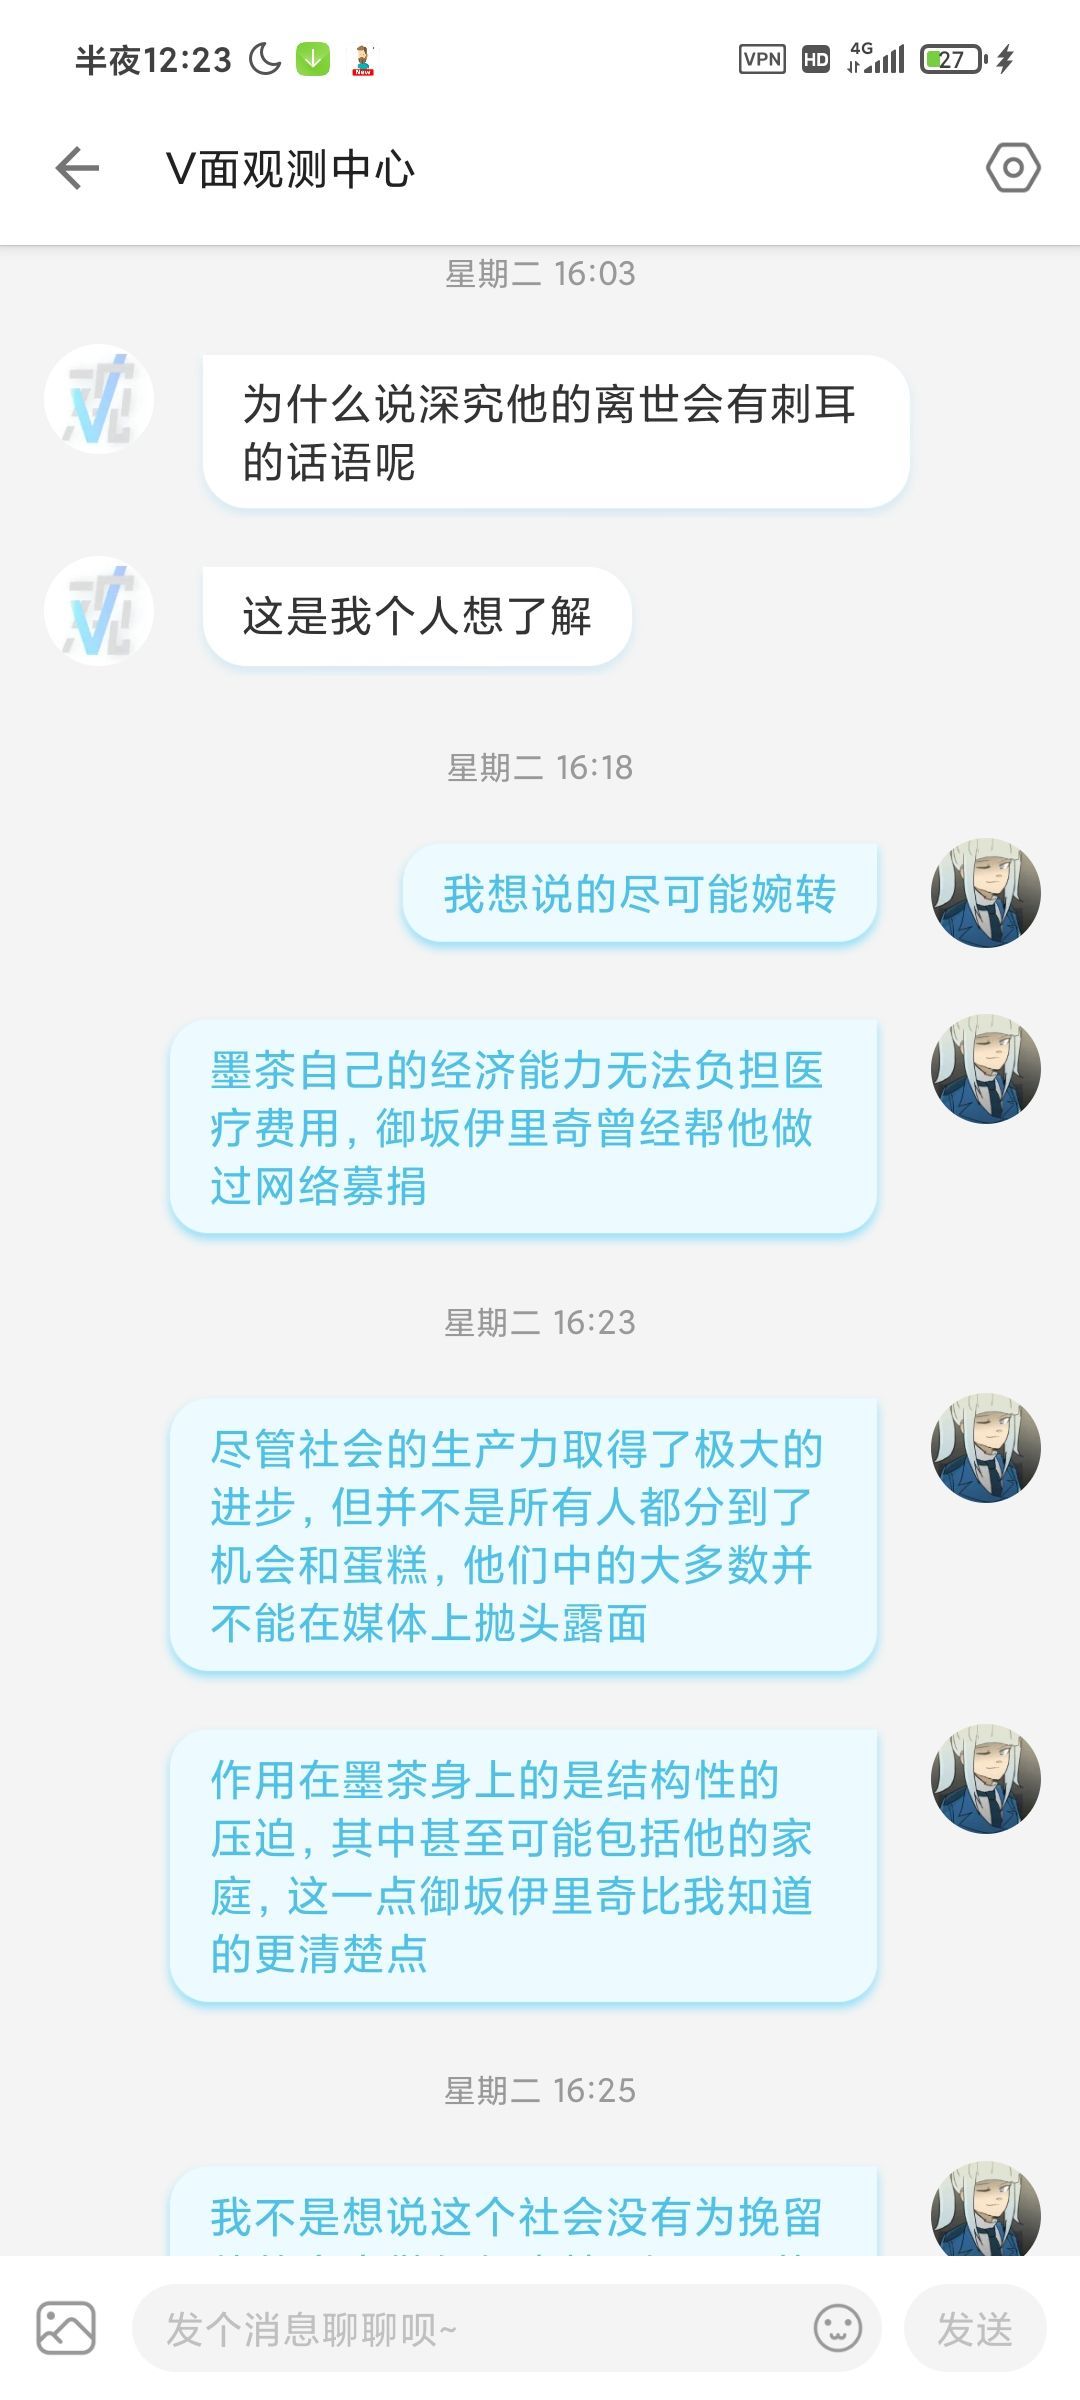 半夜12:23
VPN HD 4G 27
V面观测中心
星期二 16:03
为什么说深究他的离世会有刺耳
的话语呢
这是我个人想了解
星期二 16:18
我想说的尽可能婉转
墨茶自己的经济能力无法负担医
疗费用, 御坂伊里奇曾经帮他做
过网络募捐
星期二 16:23
尽管社会的生产力取得了极大的
进步, 但并不是所有人都分到了
机会和蛋糕, 他们中的大多数并
不能在媒体上抛头露面
作用在墨茶身上的是结构性的
压迫, 其中甚至可能包括他的家
庭, 这一点御坂伊里奇比我知道
的更清楚点
星期二 16:25
我不是想说这个社会没有为挽留
发个消息聊聊呗~
发送